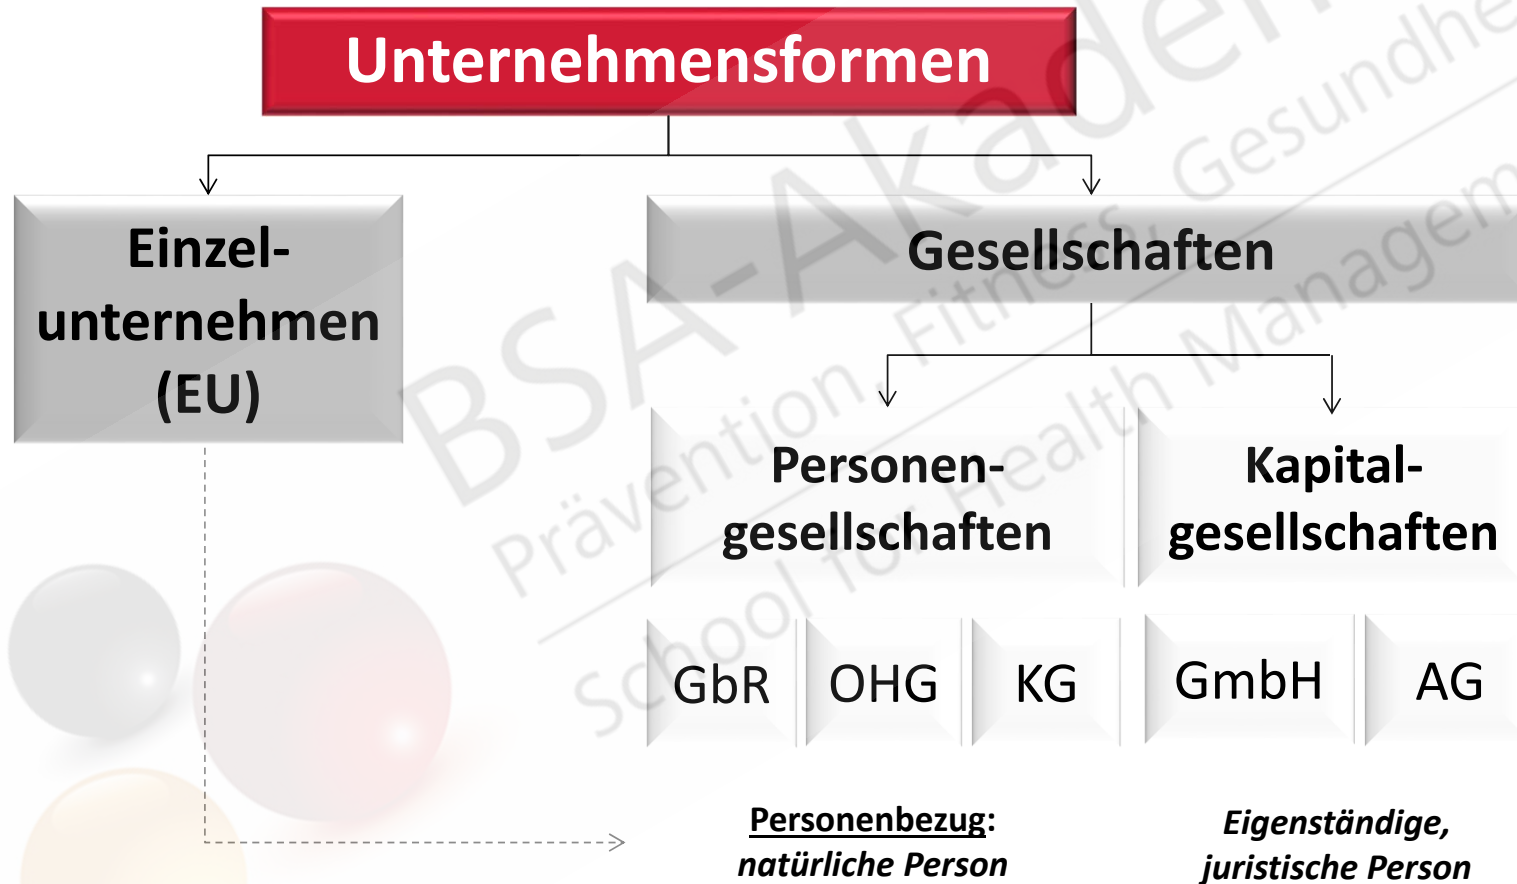 Unternehmensformen
Einzel-
unternehmen
(EU)
Gesellschaften
Personen-
gesellschaften
Kapital-
gesellschaften
GbR
OHG
KG
GmbH
AG
Personenbezug:
natürliche Person
Eigenständige,
juristische Person
BSA-Akadem
Prävention, Fitness, Gesundhe
School for Health Managem